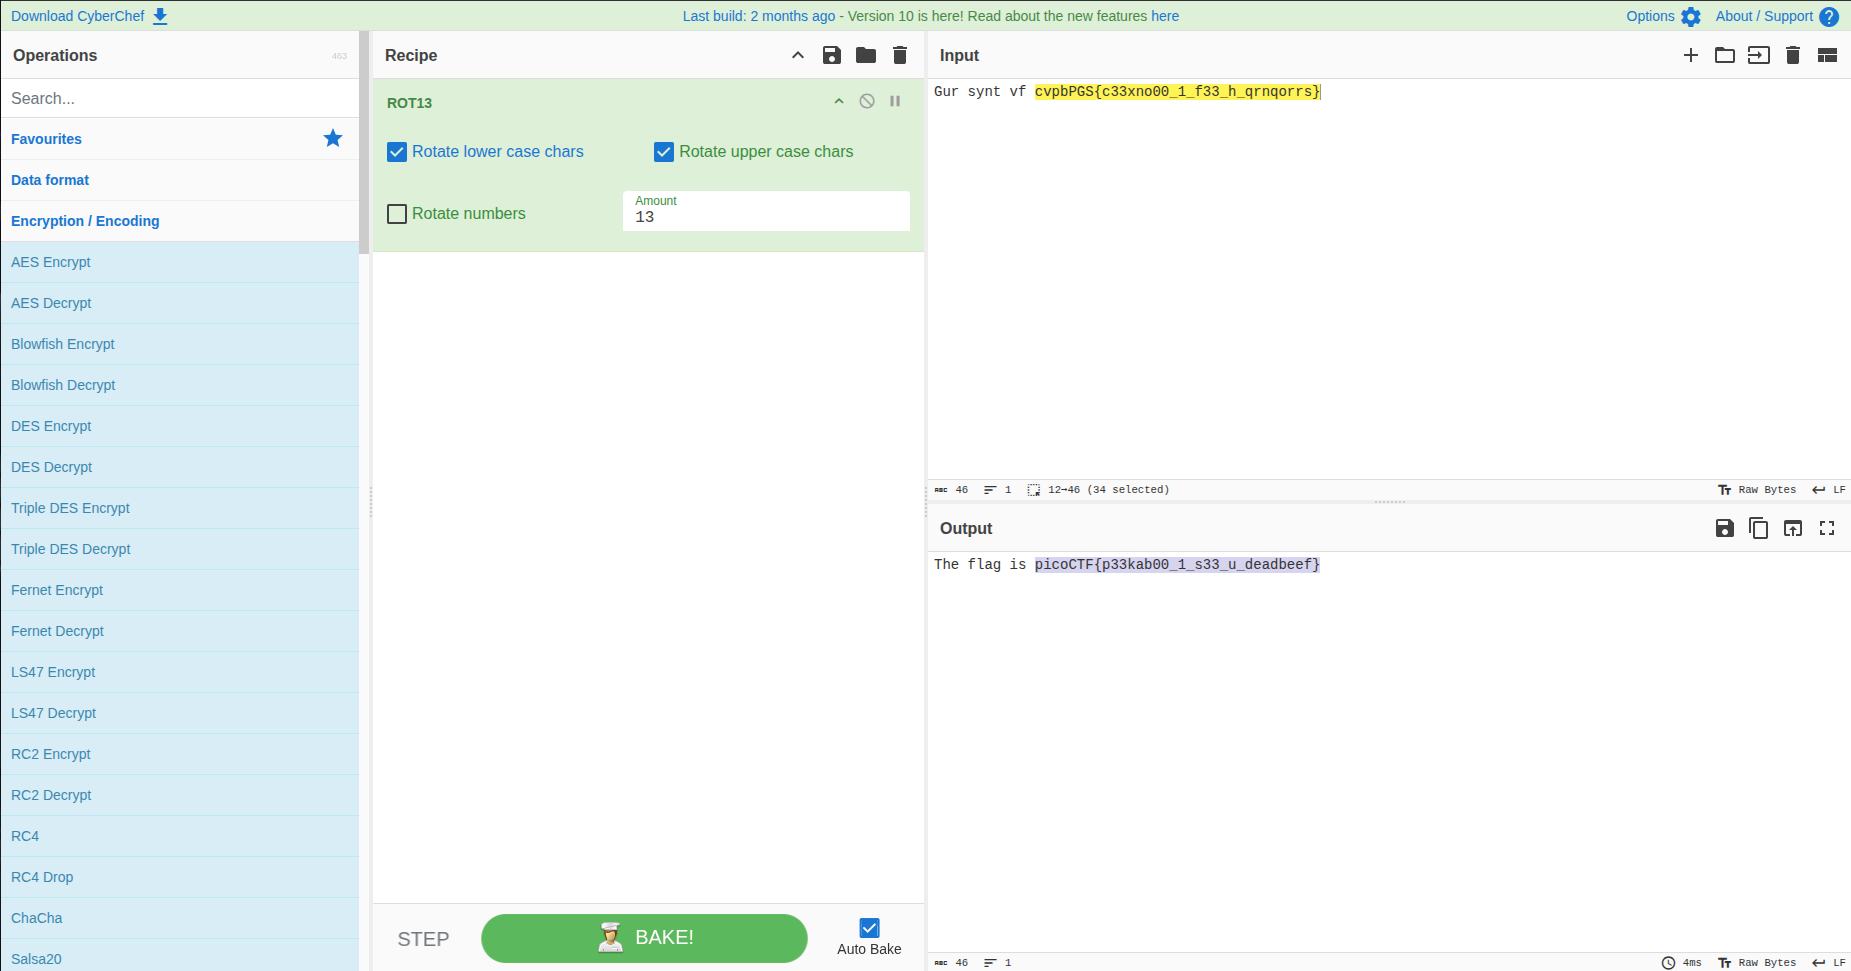 Download CyberChef
Last build: 2 months ago - Version 10 is here! Read about the new features here
Options
About / Support
Operations
463
Search...
Favourites
Data format
Encryption / Encoding
AES Encrypt
AES Decrypt
Blowfish Encrypt
Blowfish Decrypt
DES Encrypt
DES Decrypt
Triple DES Encrypt
Triple DES Decrypt
Fernet Encrypt
Fernet Decrypt
LS47 Encrypt
LS47 Decrypt
RC2 Encrypt
RC2 Decrypt
RC4
RC4 Drop
ChaCha
Salsa20
Recipe
ROT13
Rotate lower case chars
Rotate upper case chars
Rotate numbers
Amount
13
STEP
BAKE!
Auto Bake
Input
Gur synt vf cvpbPGS{c33xno00_1_f33_h_qrnqorrs}
ABC 46 1 12→46 (34 selected)
Raw Bytes LF
Output
The flag is picoCTF{p33kab00_1_s33_u_deadbeef}
ABC 46 1
4ms Raw Bytes LF